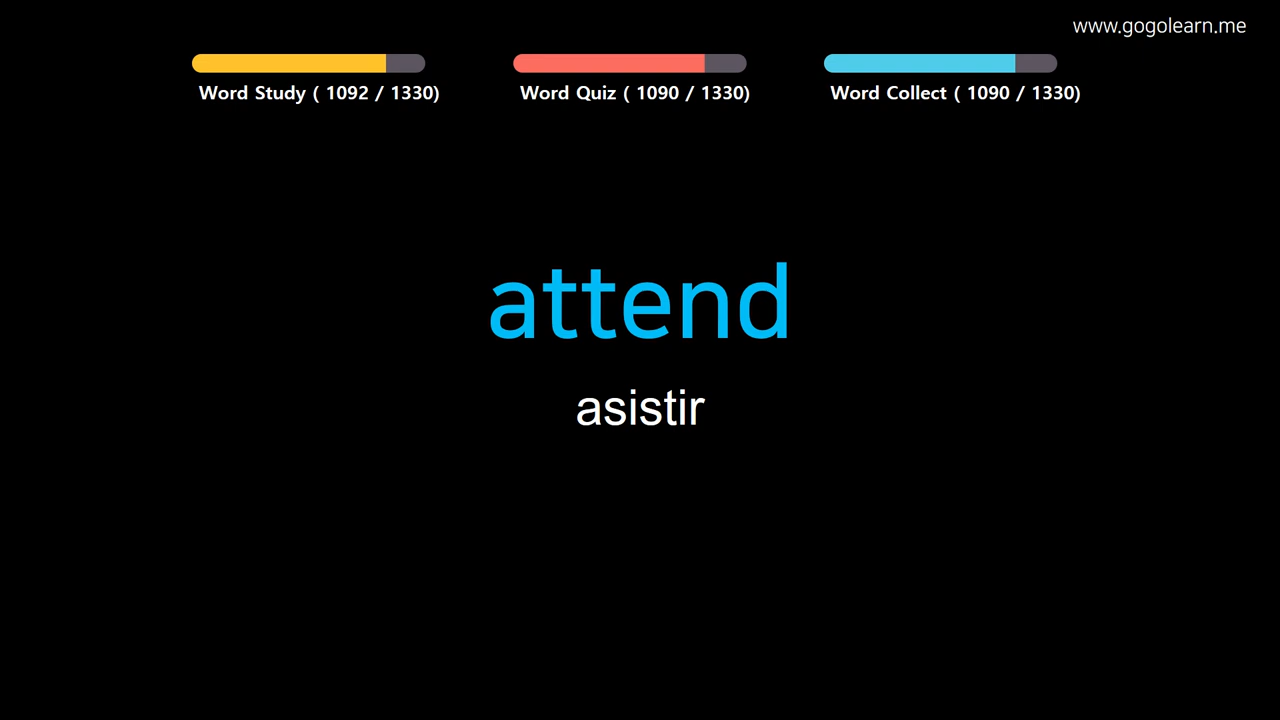 www.gogolearn.me
Word Study ( 1092 / 1330)
Word Quiz ( 1090 / 1330)
Word Collect ( 1090 / 1330)
attend
asistir